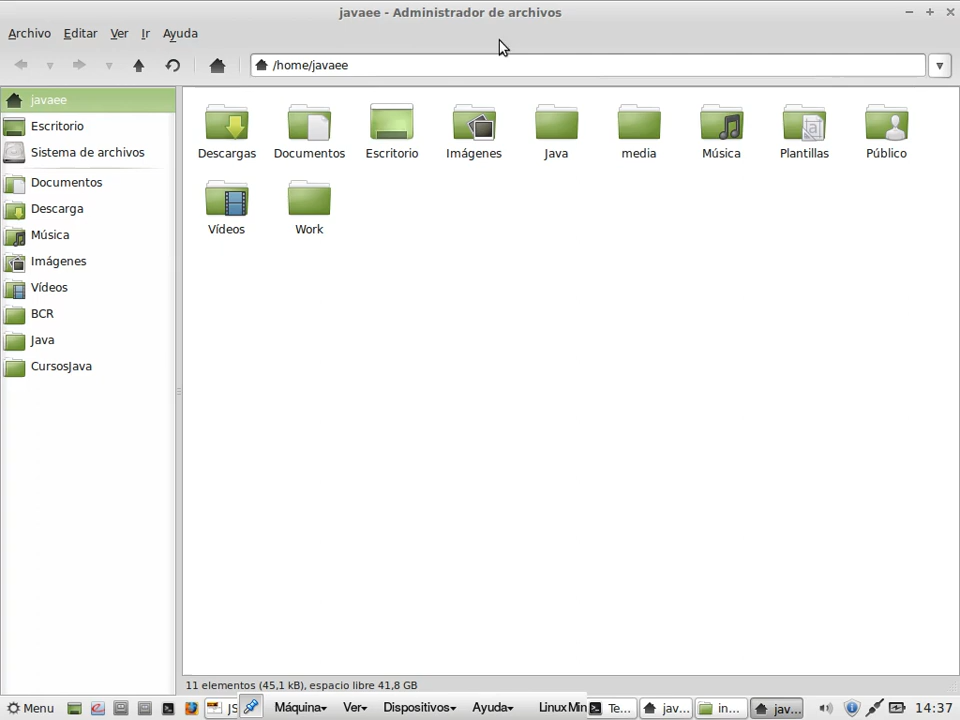 javaee - Administrador de archivos
Archivo Editar Ver Ir Ayuda
/home/javaee
javaee
Escritorio
Sistema de archivos
Documentos
Descarga
Música
Imágenes
Vídeos
BCR
Java
CursosJava
Descargas Documentos Escritorio Imágenes Java media Música Plantillas Público
Vídeos Work
11 elementos (45,1 kB), espacio libre 41,8 GB
Menu JS Máquina Ver Dispositivos Ayuda LinuxMin Te... jav... in... jav... 14:37